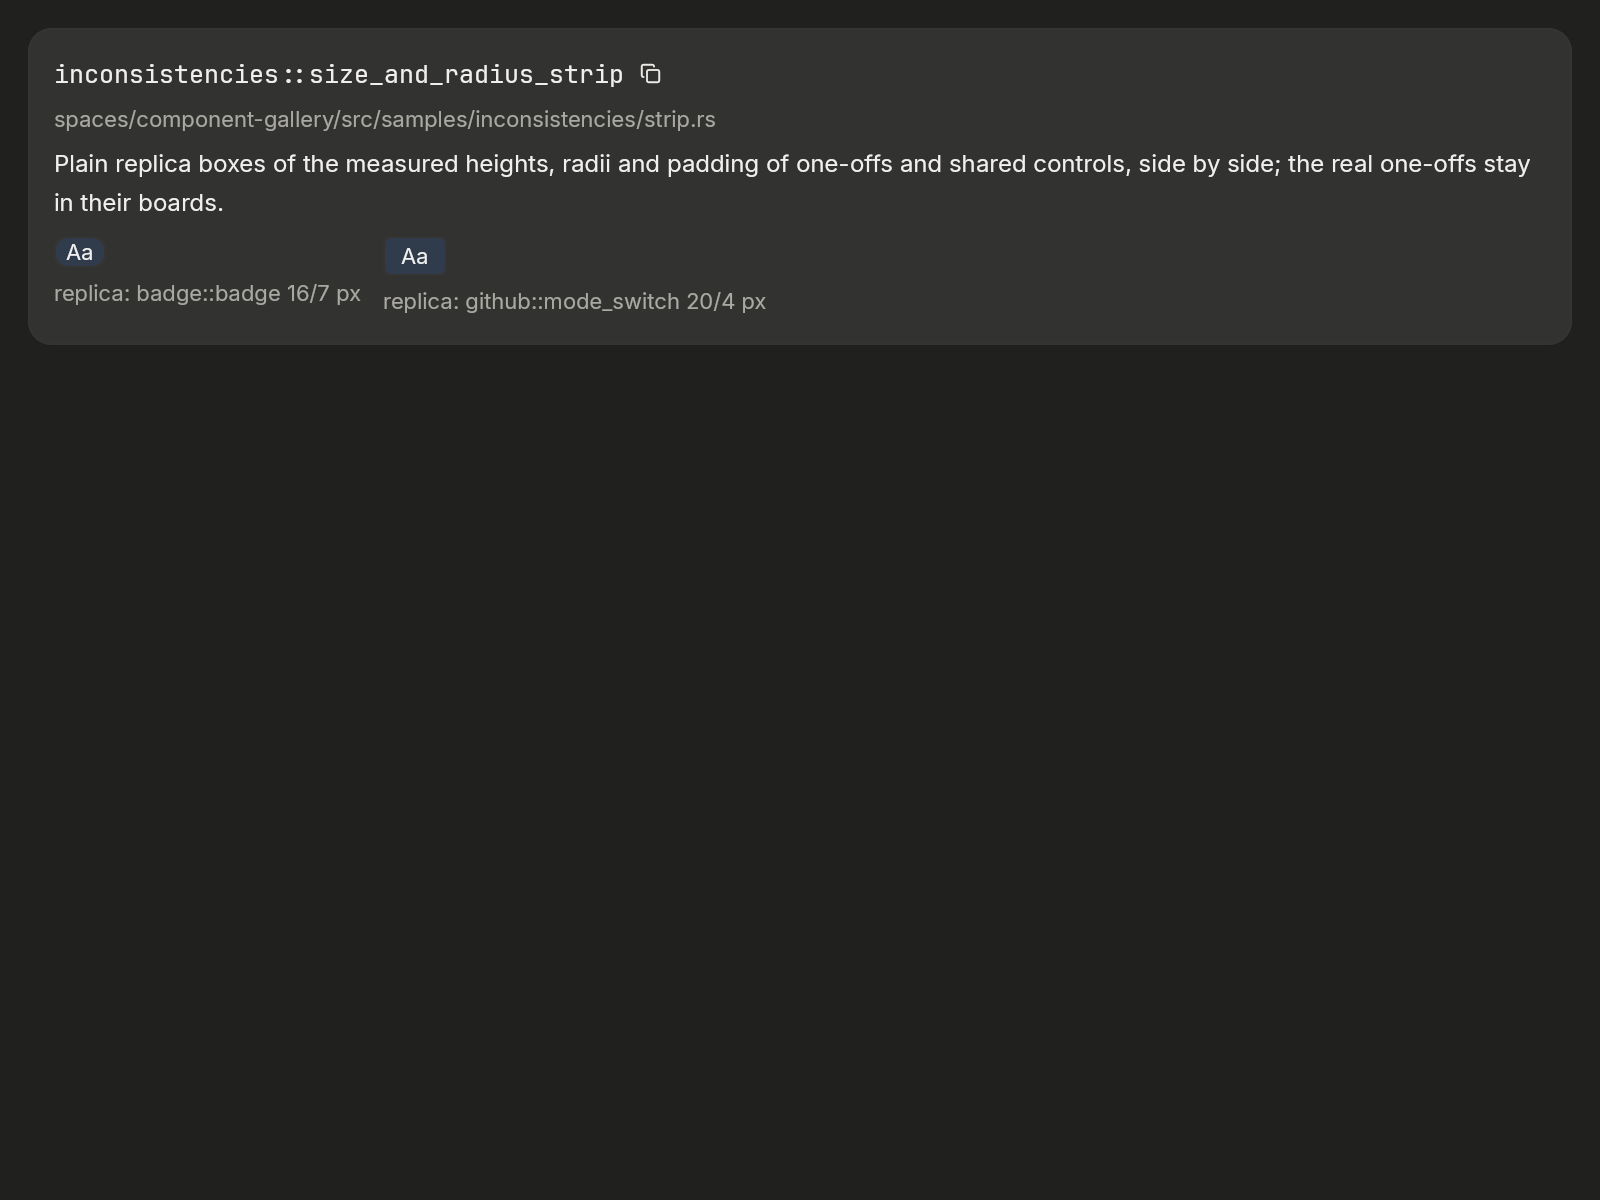 inconsistencies::size_and_radius_strip
spaces/component-gallery/src/samples/inconsistencies/strip.rs
Plain replica boxes of the measured heights, radii and padding of one-offs and shared controls, side by side; the real one-offs stay
in their boards.
Aa
replica: badge::badge 16/7 px
Aa
replica: github::mode_switch 20/4 px